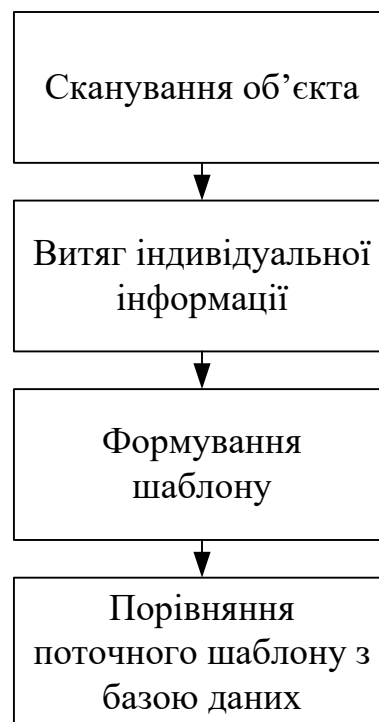 Сканування об’єкта
Витяг індивідуальної
інформації
Формування
шаблону
Порівняння
поточного шаблону з
базою даних